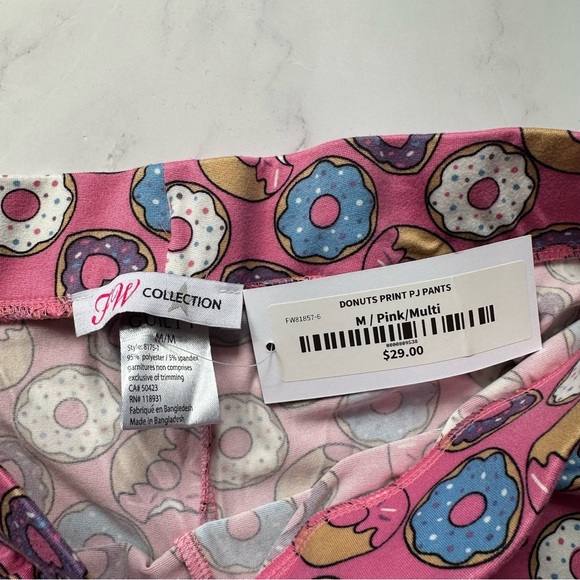 FW COLLECTION
M/M
Style: 8175-1
95% polyester / 5% spandex
garnitures non comprises
exclusive of trimming
CA# 50423
RN# 118931
Fabriqué en Bangladesh
Made in Bangladesh
DONUTS PRINT PJ PANTS
FW81857-6
M / Pink/Multi
$29.00